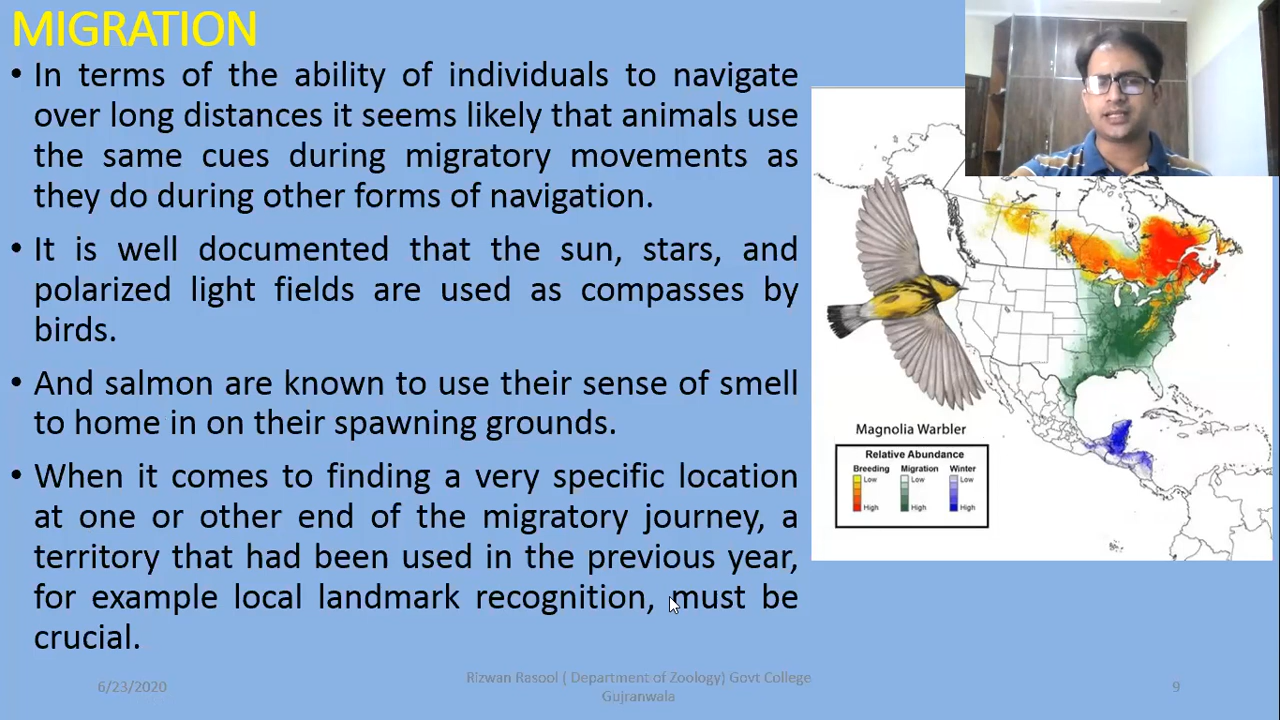 MIGRATION
• In terms of the ability of individuals to navigate
over long distances it seems likely that animals use
the same cues during migratory movements as
they do during other forms of navigation.
• It is well documented that the sun, stars, and
polarized light fields are used as compasses by
birds.
• And salmon are known to use their sense of smell
to home in on their spawning grounds.
• When it comes to finding a very specific location
at one or other end of the migratory journey, a
territory that had been used in the previous year,
for example local landmark recognition, must be
crucial.
Magnolia Warbler
Relative Abundance
Breeding Migration Winter
Low Low Low
High High High
6/23/2020
Rizwan Rasool ( Department of Zoology) Govt College
Gujranwala
9